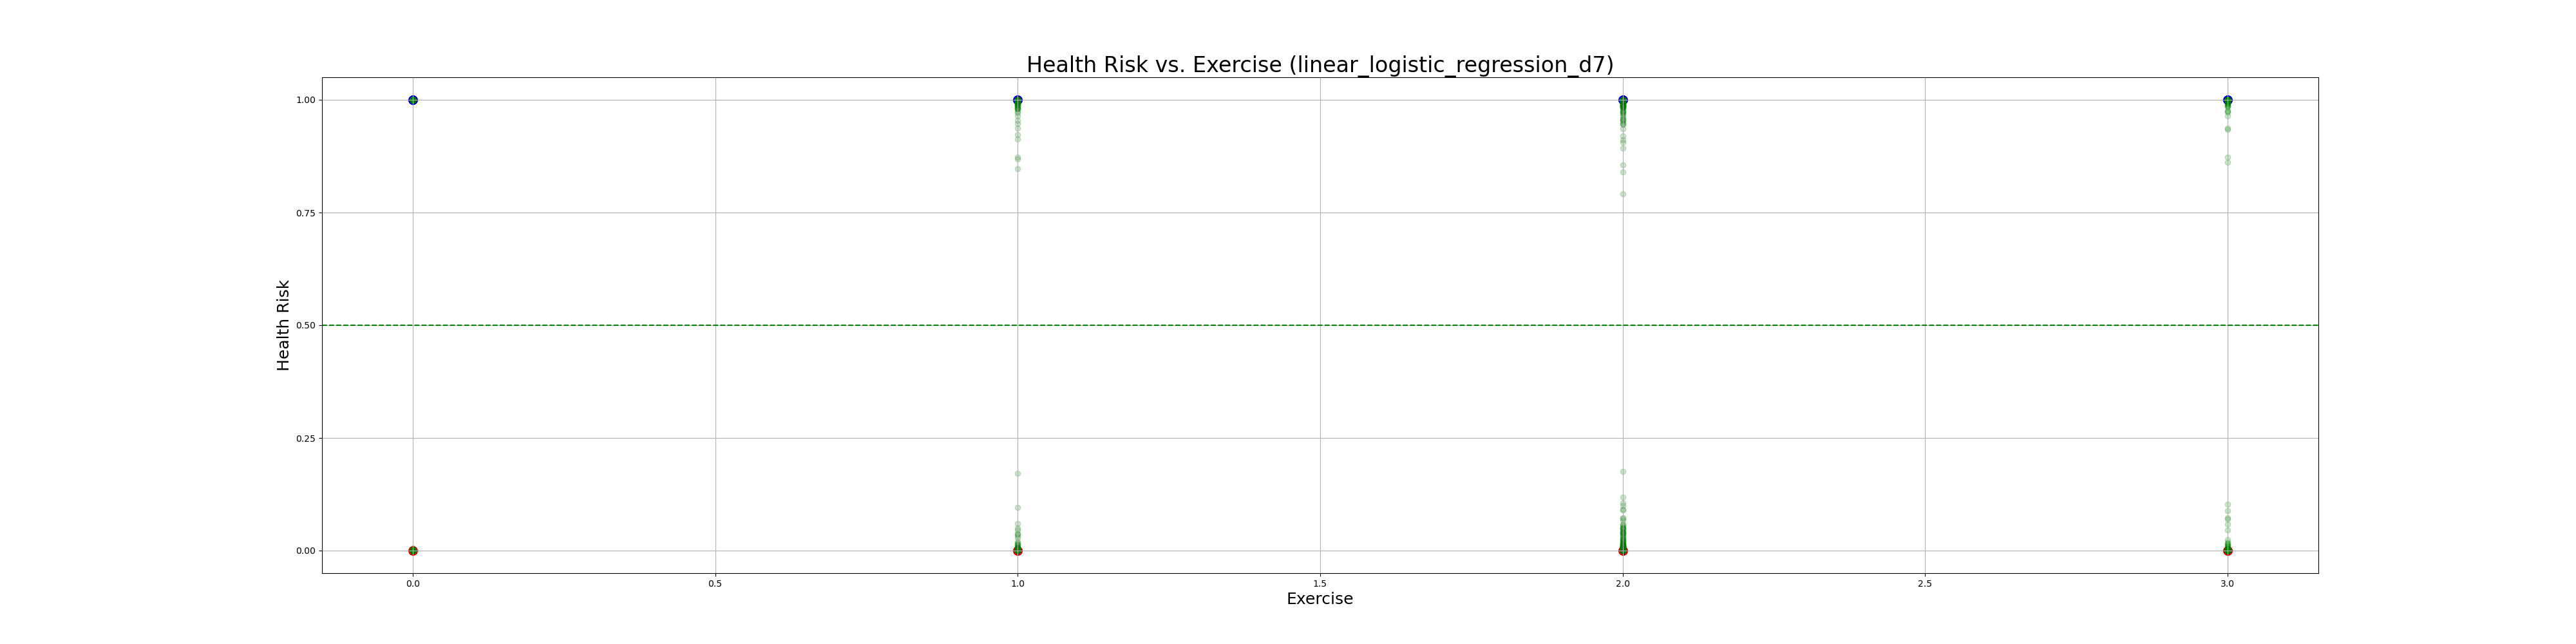 Health Risk vs. Exercise (linear_logistic_regression_d7)
1.00
0.75
0.50
0.25
0.00
Health Risk
0.0 0.5 1.0 1.5 2.0 2.5 3.0
Exercise